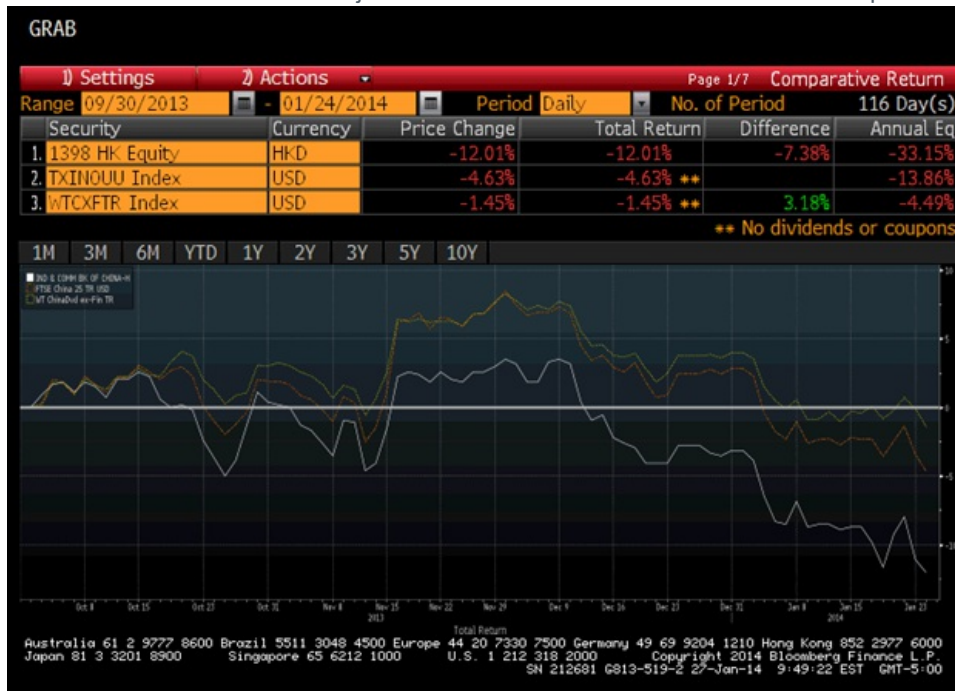 GRAB
1) Settings 2) Actions Page 1/7 Comparative Return
Range 09/30/2013 - 01/24/2014 Period Daily No. of Period 116 Day(s)
Security Currency Price Change Total Return Difference Annual Eq
1. 1398 HK Equity HKD -12.01% -12.01% -7.38% -33.15%
2. TXIN0UU Index USD -4.63% -4.63% ** -13.86%
3. WTCXFTR Index USD -1.45% -1.45% ** 3.18% -4.49%
** No dividends or coupons
1M 3M 6M YTD 1Y 2Y 3Y 5Y 10Y
IND & COMM BK OF CHINA-H
FTSE China 25 TR USD
WT ChinaDvd ex-Fin TR
10
5
0
-5
-10
Oct 8 Oct 15 Oct 23 Oct 31 Nov 8 Nov 15 Nov 22 Nov 29 Dec 9 Dec 16 Dec 23 Dec 31 Jan 8 Jan 15 Jan 23
2013 2014
Total Return
Australia 61 2 9777 8600 Brazil 5511 3048 4500 Europe 44 20 7330 7500 Germany 49 69 9204 1210 Hong Kong 852 2977 6000
Japan 81 3 3201 8900 Singapore 65 6212 1000 U.S. 1 212 318 2000 Copyright 2014 Bloomberg Finance L.P.
SN 212681 G813-519-2 27-Jan-14 9:49:22 EST GMT-5:00